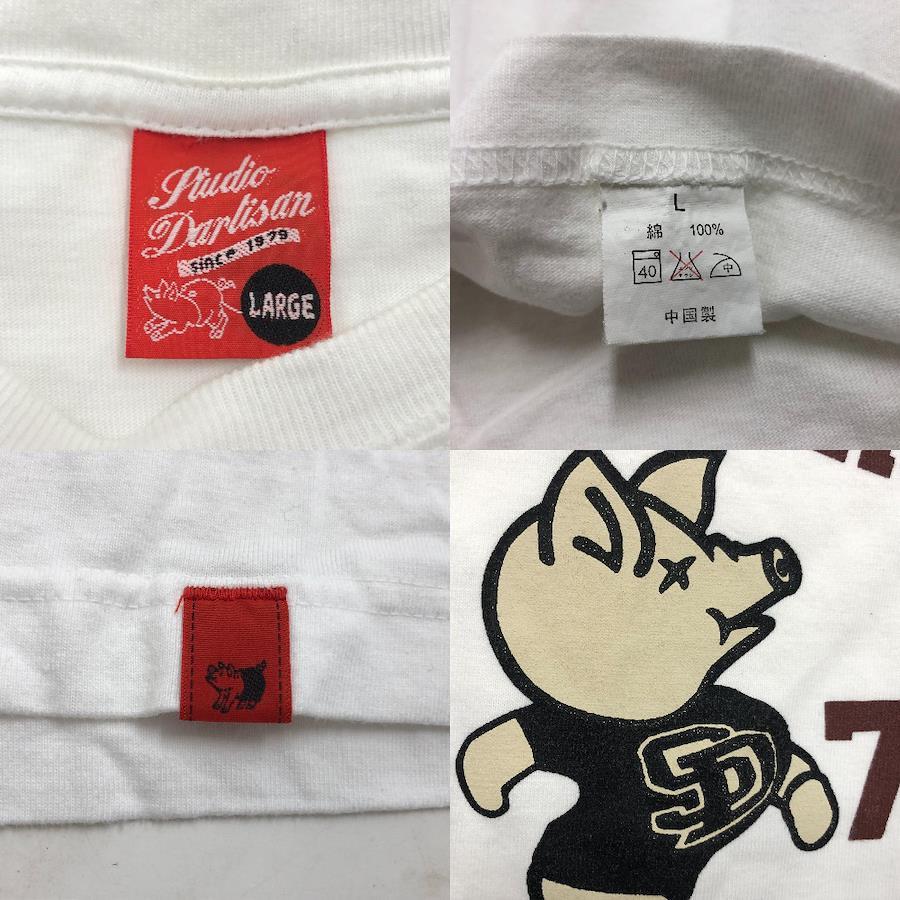 Studio
Dartisan
since 1979
LARGE
L
綿 100%
40 中
中国製
SD
7